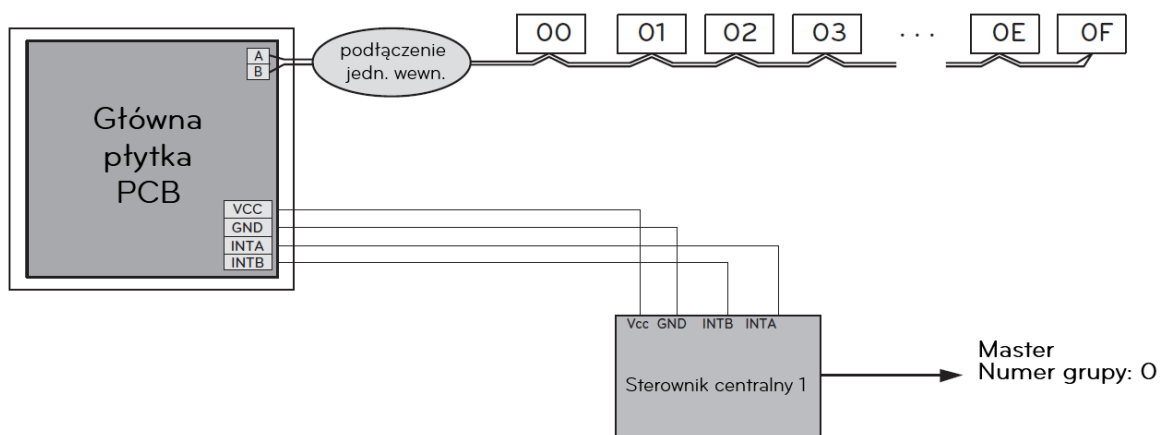 00 01 02 03 ... 0E 0F
A
B
podłączenie
jedn. wewn.
Główna
płytka
PCB
VCC
GND
INTA
INTB
Vcc GND INTB INTA
Sterownik centralny 1
Master
Numer grupy: 0